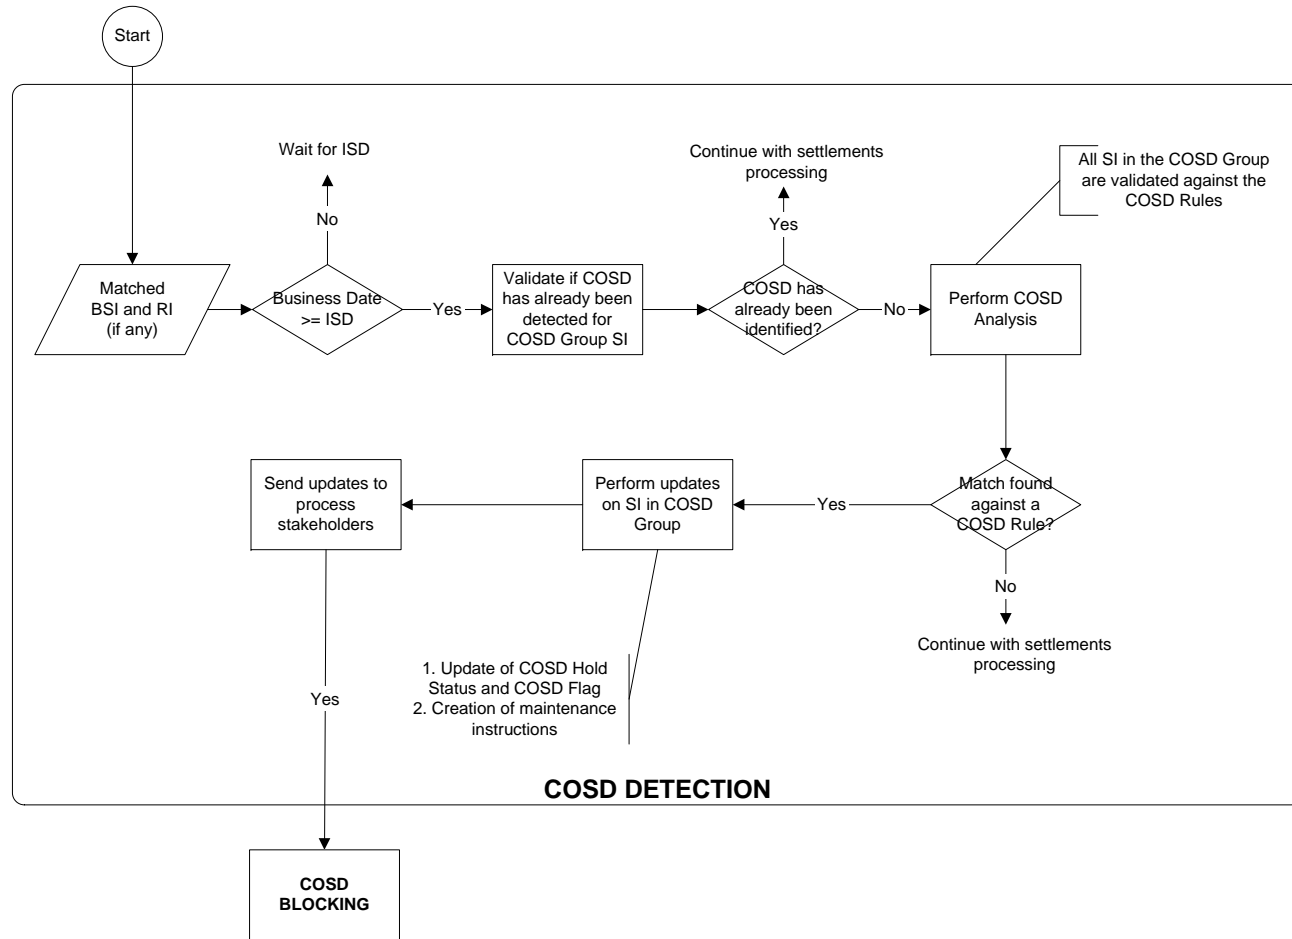 Start
Wait for ISD
No
Continue with settlements
processing
Yes
All SI in the COSD Group
are validated against the
COSD Rules
Matched
BSI and RI
(if any)
Business Date
>= ISD
Yes
Validate if COSD
has already been
detected for
COSD Group SI
COSD has
already been
identified?
No
Perform COSD
Analysis
Send updates to
process
stakeholders
Perform updates
on SI in COSD
Group
Yes
Match found
against a
COSD Rule?
No
Continue with settlements
processing
1. Update of COSD Hold
Status and COSD Flag
2. Creation of maintenance
instructions
Yes
COSD DETECTION
COSD
BLOCKING